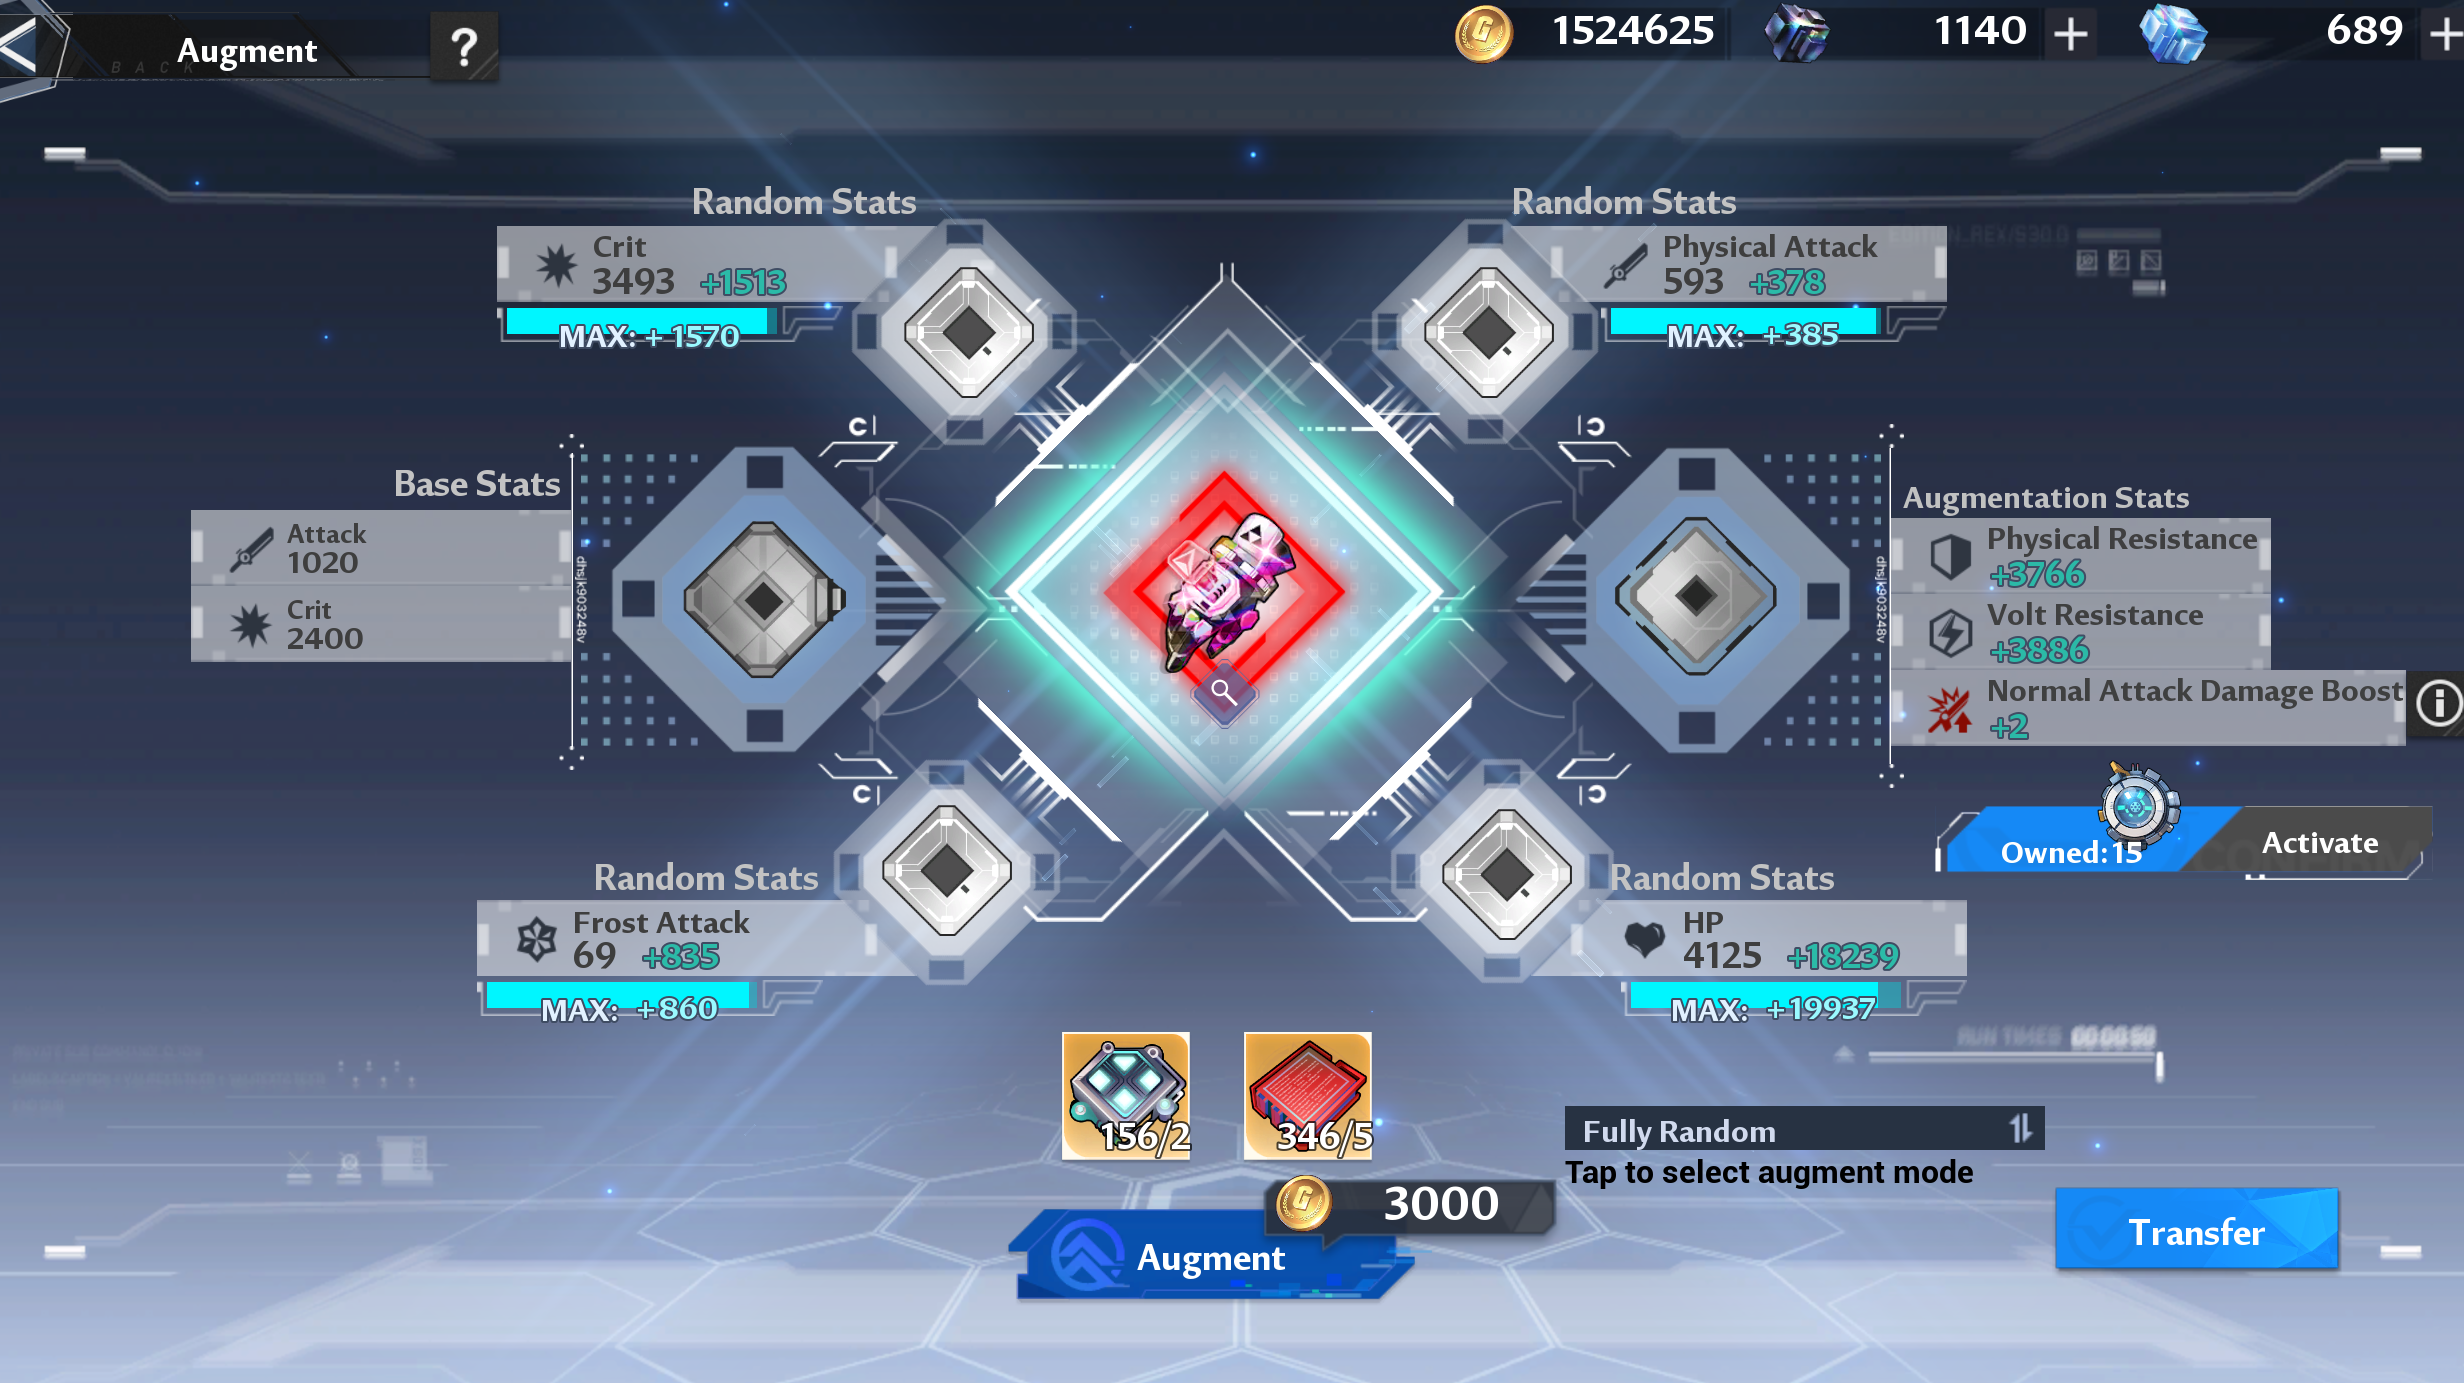 Augment
BACK
?
1524625
1140
689
Random Stats
Crit
3493 +1513
MAX: +1570
Random Stats
Physical Attack
593 +378
MAX: +385
Base Stats
Attack
1020
Crit
2400
dhsjki903248v
Augmentation Stats
Physical Resistance
+3766
Volt Resistance
+3886
Normal Attack Damage Boost
+2
dhsjki903248v
Owned:15
Activate
Random Stats
Frost Attack
69 +835
MAX: +860
Random Stats
HP
4125 +18239
MAX: +19937
156/2
346/5
Fully Random
Tap to select augment mode
3000
Augment
Transfer